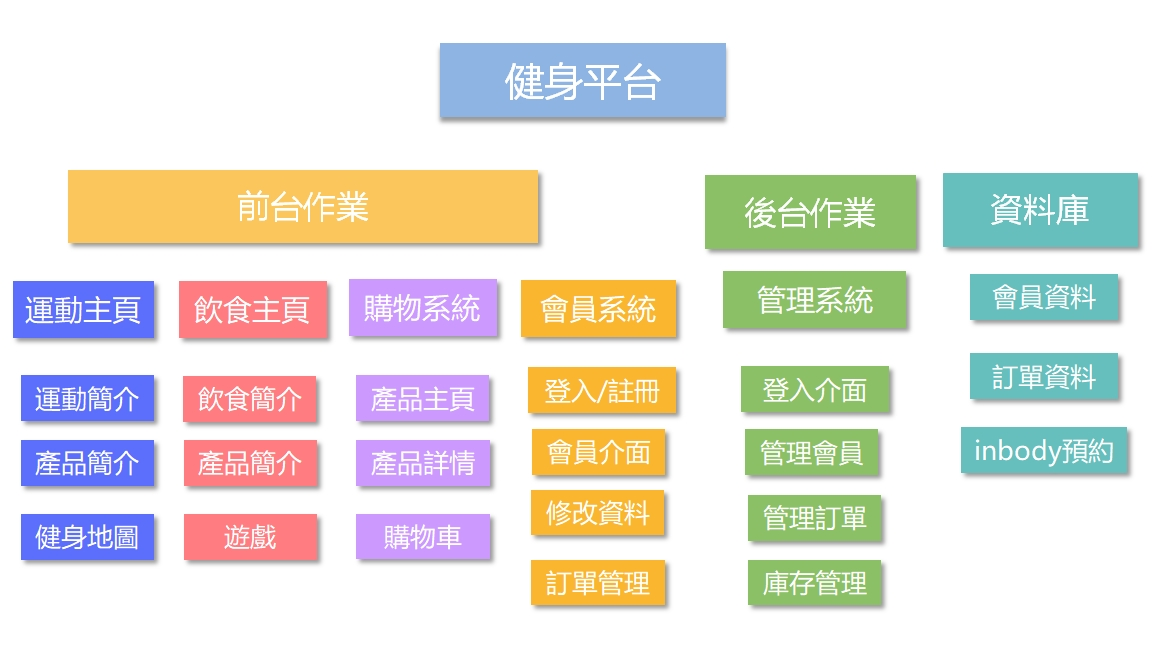 健身平台
前台作業
後台作業
資料庫
運動主頁
飲食主頁
購物系統
會員系統
管理系統
會員資料
運動簡介
飲食簡介
產品主頁
登入/註冊
登入介面
訂單資料
產品簡介
產品簡介
產品詳情
會員介面
管理會員
inbody預約
健身地圖
遊戲
購物車
修改資料
管理訂單
訂單管理
庫存管理